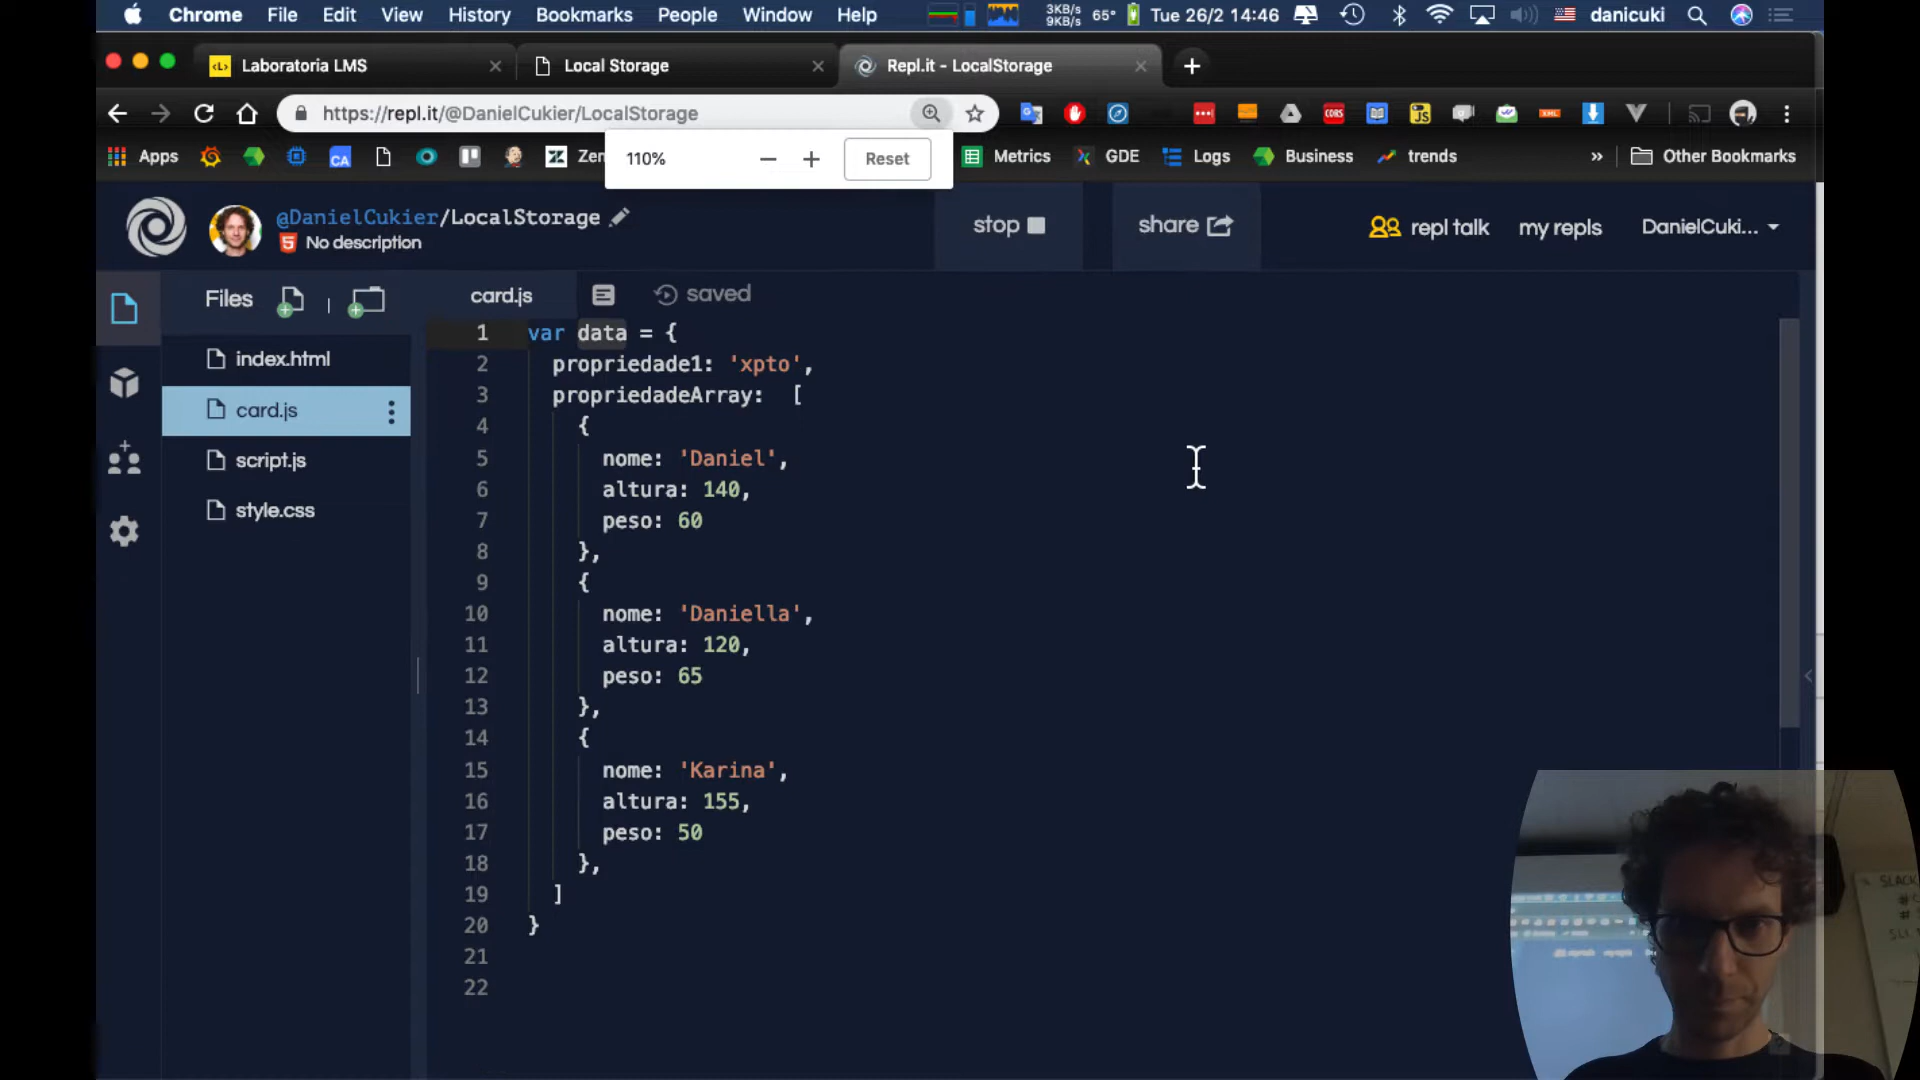 Chrome File Edit View History Bookmarks People Window Help 3KB/s 9KB/s 65° Tue 26/2 14:46 danicuki
Laboratoria LMS Local Storage Repl.it - LocalStorage
https://repl.it/@DanielCukier/LocalStorage
Apps CA Zen Metrics GDE Logs Business trends » Other Bookmarks
110% Reset
@DanielCukier/LocalStorage
No description
stop share repl talk my repls DanielCuki...
Files card.js saved
index.html
card.js
script.js
style.css
1 var data = {
2 propriedade1: 'xpto',
3 propriedadeArray: [
4 {
5 nome: 'Daniel',
6 altura: 140,
7 peso: 60
8 },
9 {
10 nome: 'Daniella',
11 altura: 120,
12 peso: 65
13 },
14 {
15 nome: 'Karina',
16 altura: 155,
17 peso: 50
18 },
19 ]
20 }
21
22